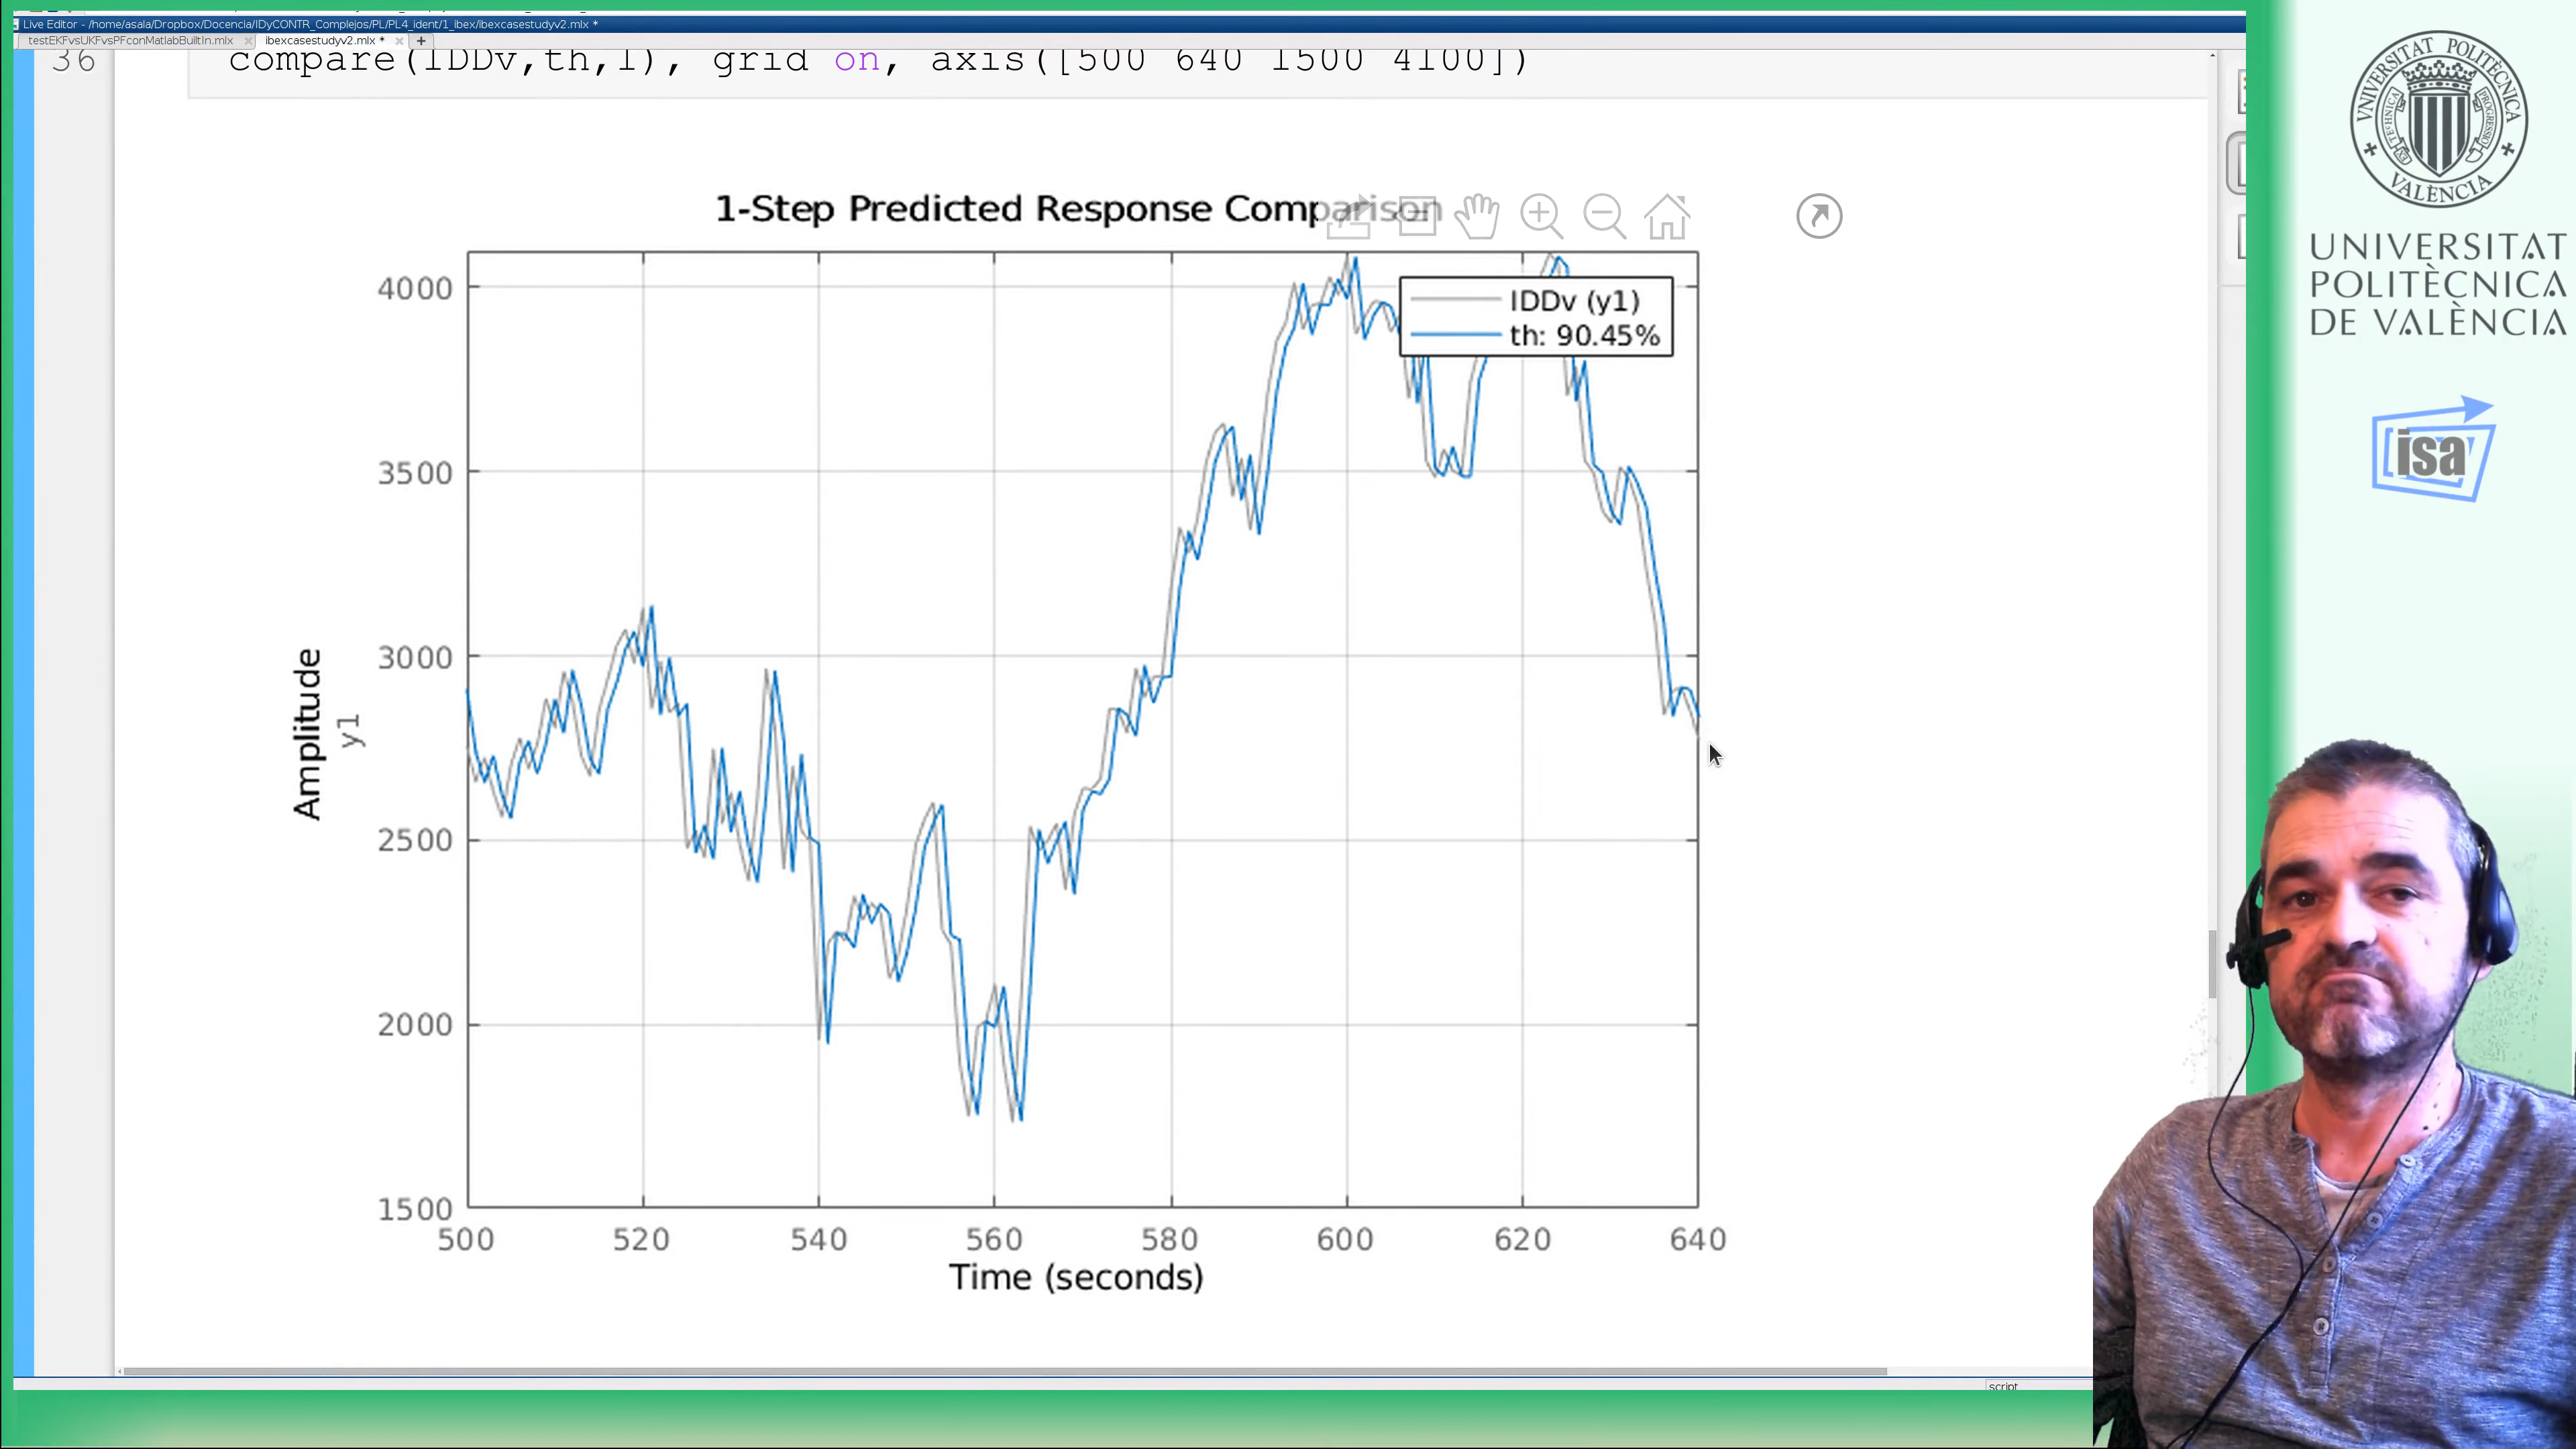 Live Editor - /home/asala/Dropbox/Docencia/IDyCONTR_Complejos/PL/PL4_ident/1_ibex/ibexcasestudyv2.mlx *
testEKFvsUKFvsPFconMatlabBuiltIn.mlx
ibexcasestudyv2.mlx *
36
compare(IDDv,th,1), grid on, axis([500 640 1500 4100])
1-Step Predicted Response Comparison
IDDv (y1)
th: 90.45%
4000
3500
3000
2500
2000
1500
Amplitude
y1
500 520 540 560 580 600 620 640
Time (seconds)
script
UNIVERSITAT POLITÈCNICA
VALÈNCIA
UNIVERSITAT
POLITÈCNICA
DE VALÈNCIA
isa